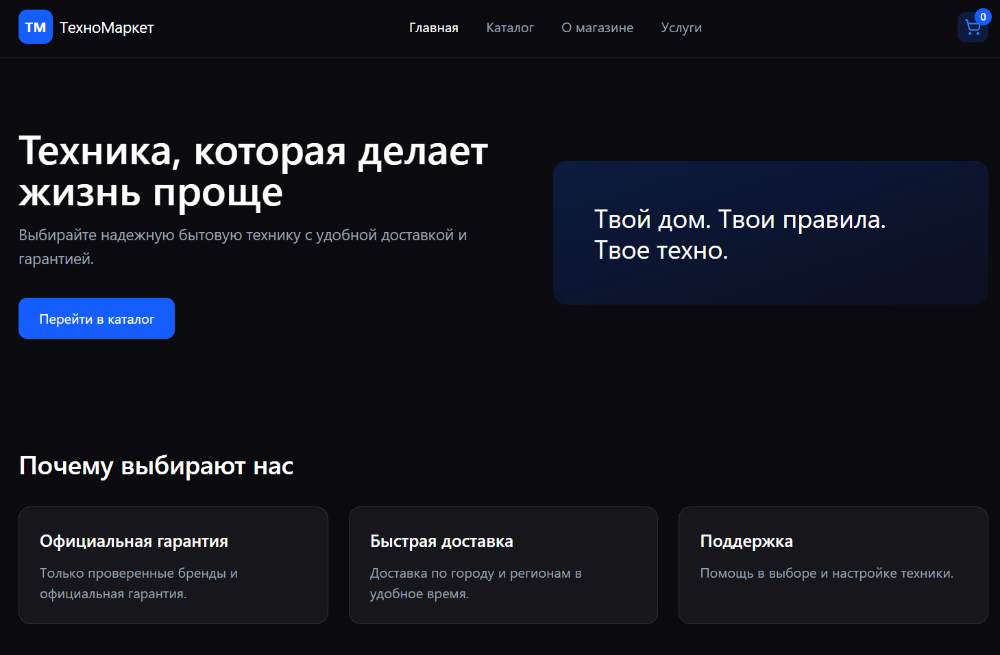 TM ТехноМаркет
Главная Каталог О магазине Услуги
0
Техника, которая делает
жизнь проще
Выбирайте надежную бытовую технику с удобной доставкой и
гарантией.
Перейти в каталог
Твой дом. Твои правила.
Твое техно.
Почему выбирают нас
Официальная гарантия
Только проверенные бренды и
официальная гарантия.
Быстрая доставка
Доставка по городу и регионам в
удобное время.
Поддержка
Помощь в выборе и настройке техники.